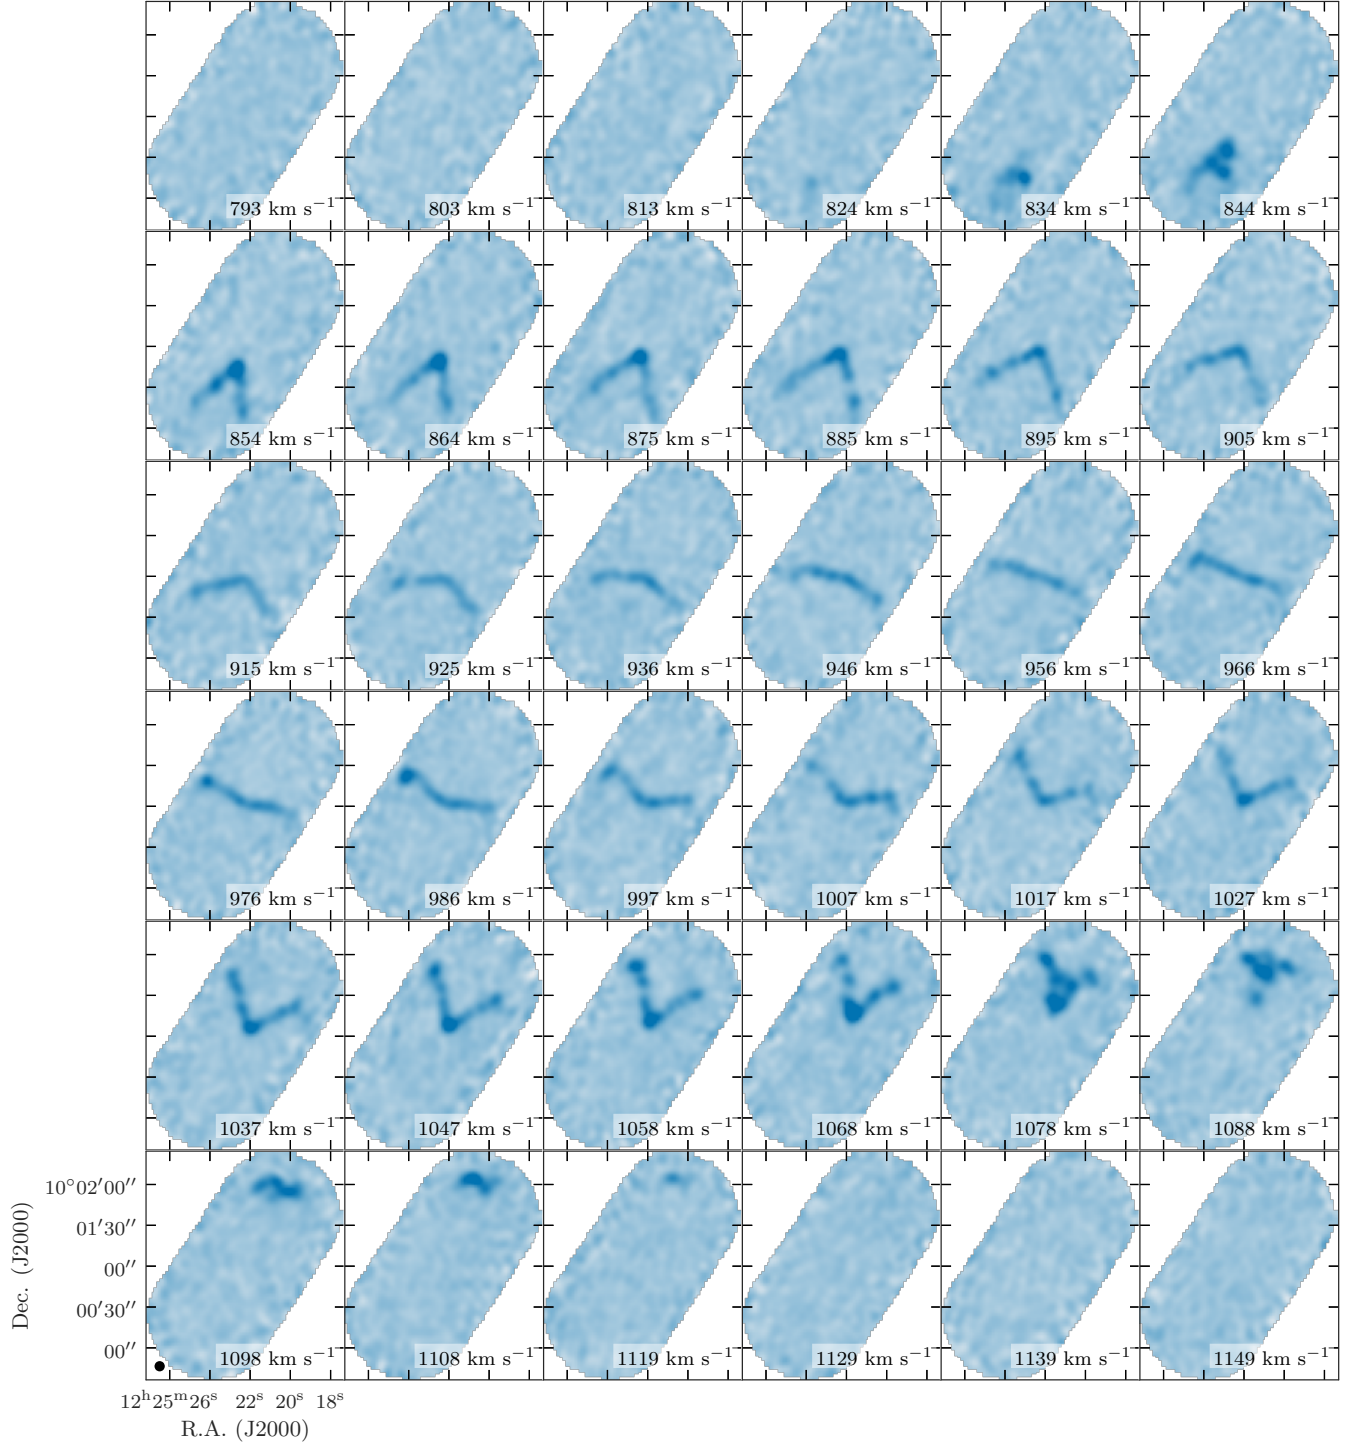 793 km s⁻¹ 803 km s⁻¹ 813 km s⁻¹ 824 km s⁻¹ 834 km s⁻¹ 844 km s⁻¹
854 km s⁻¹ 864 km s⁻¹ 875 km s⁻¹ 885 km s⁻¹ 895 km s⁻¹ 905 km s⁻¹
915 km s⁻¹ 925 km s⁻¹ 936 km s⁻¹ 946 km s⁻¹ 956 km s⁻¹ 966 km s⁻¹
976 km s⁻¹ 986 km s⁻¹ 997 km s⁻¹ 1007 km s⁻¹ 1017 km s⁻¹ 1027 km s⁻¹
1037 km s⁻¹ 1047 km s⁻¹ 1058 km s⁻¹ 1068 km s⁻¹ 1078 km s⁻¹ 1088 km s⁻¹
10°02′00″
01′30″
00″
00′30″
00″
Dec. (J2000)
1098 km s⁻¹ 1108 km s⁻¹ 1119 km s⁻¹ 1129 km s⁻¹ 1139 km s⁻¹ 1149 km s⁻¹
12ʰ25ᵐ26ˢ 22ˢ 20ˢ 18ˢ
R.A. (J2000)